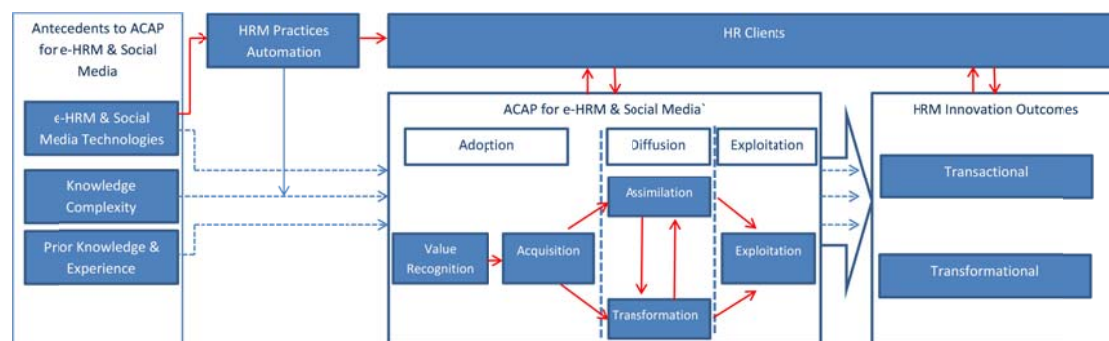 Antecedents to ACAP
for e-HRM & Social
Media
e-HRM & Social
Media Technologies
Knowledge
Complexity
Prior Knowledge &
Experience
HRM Practices
Automation
HR Clients
ACAP for e-HRM & Social Media`
Adoption
Diffusion
Exploitation
Value
Recognition
Acquisition
Assimilation
Transformation
Exploitation
HRM Innovation Outcomes
Transactional
Transformational